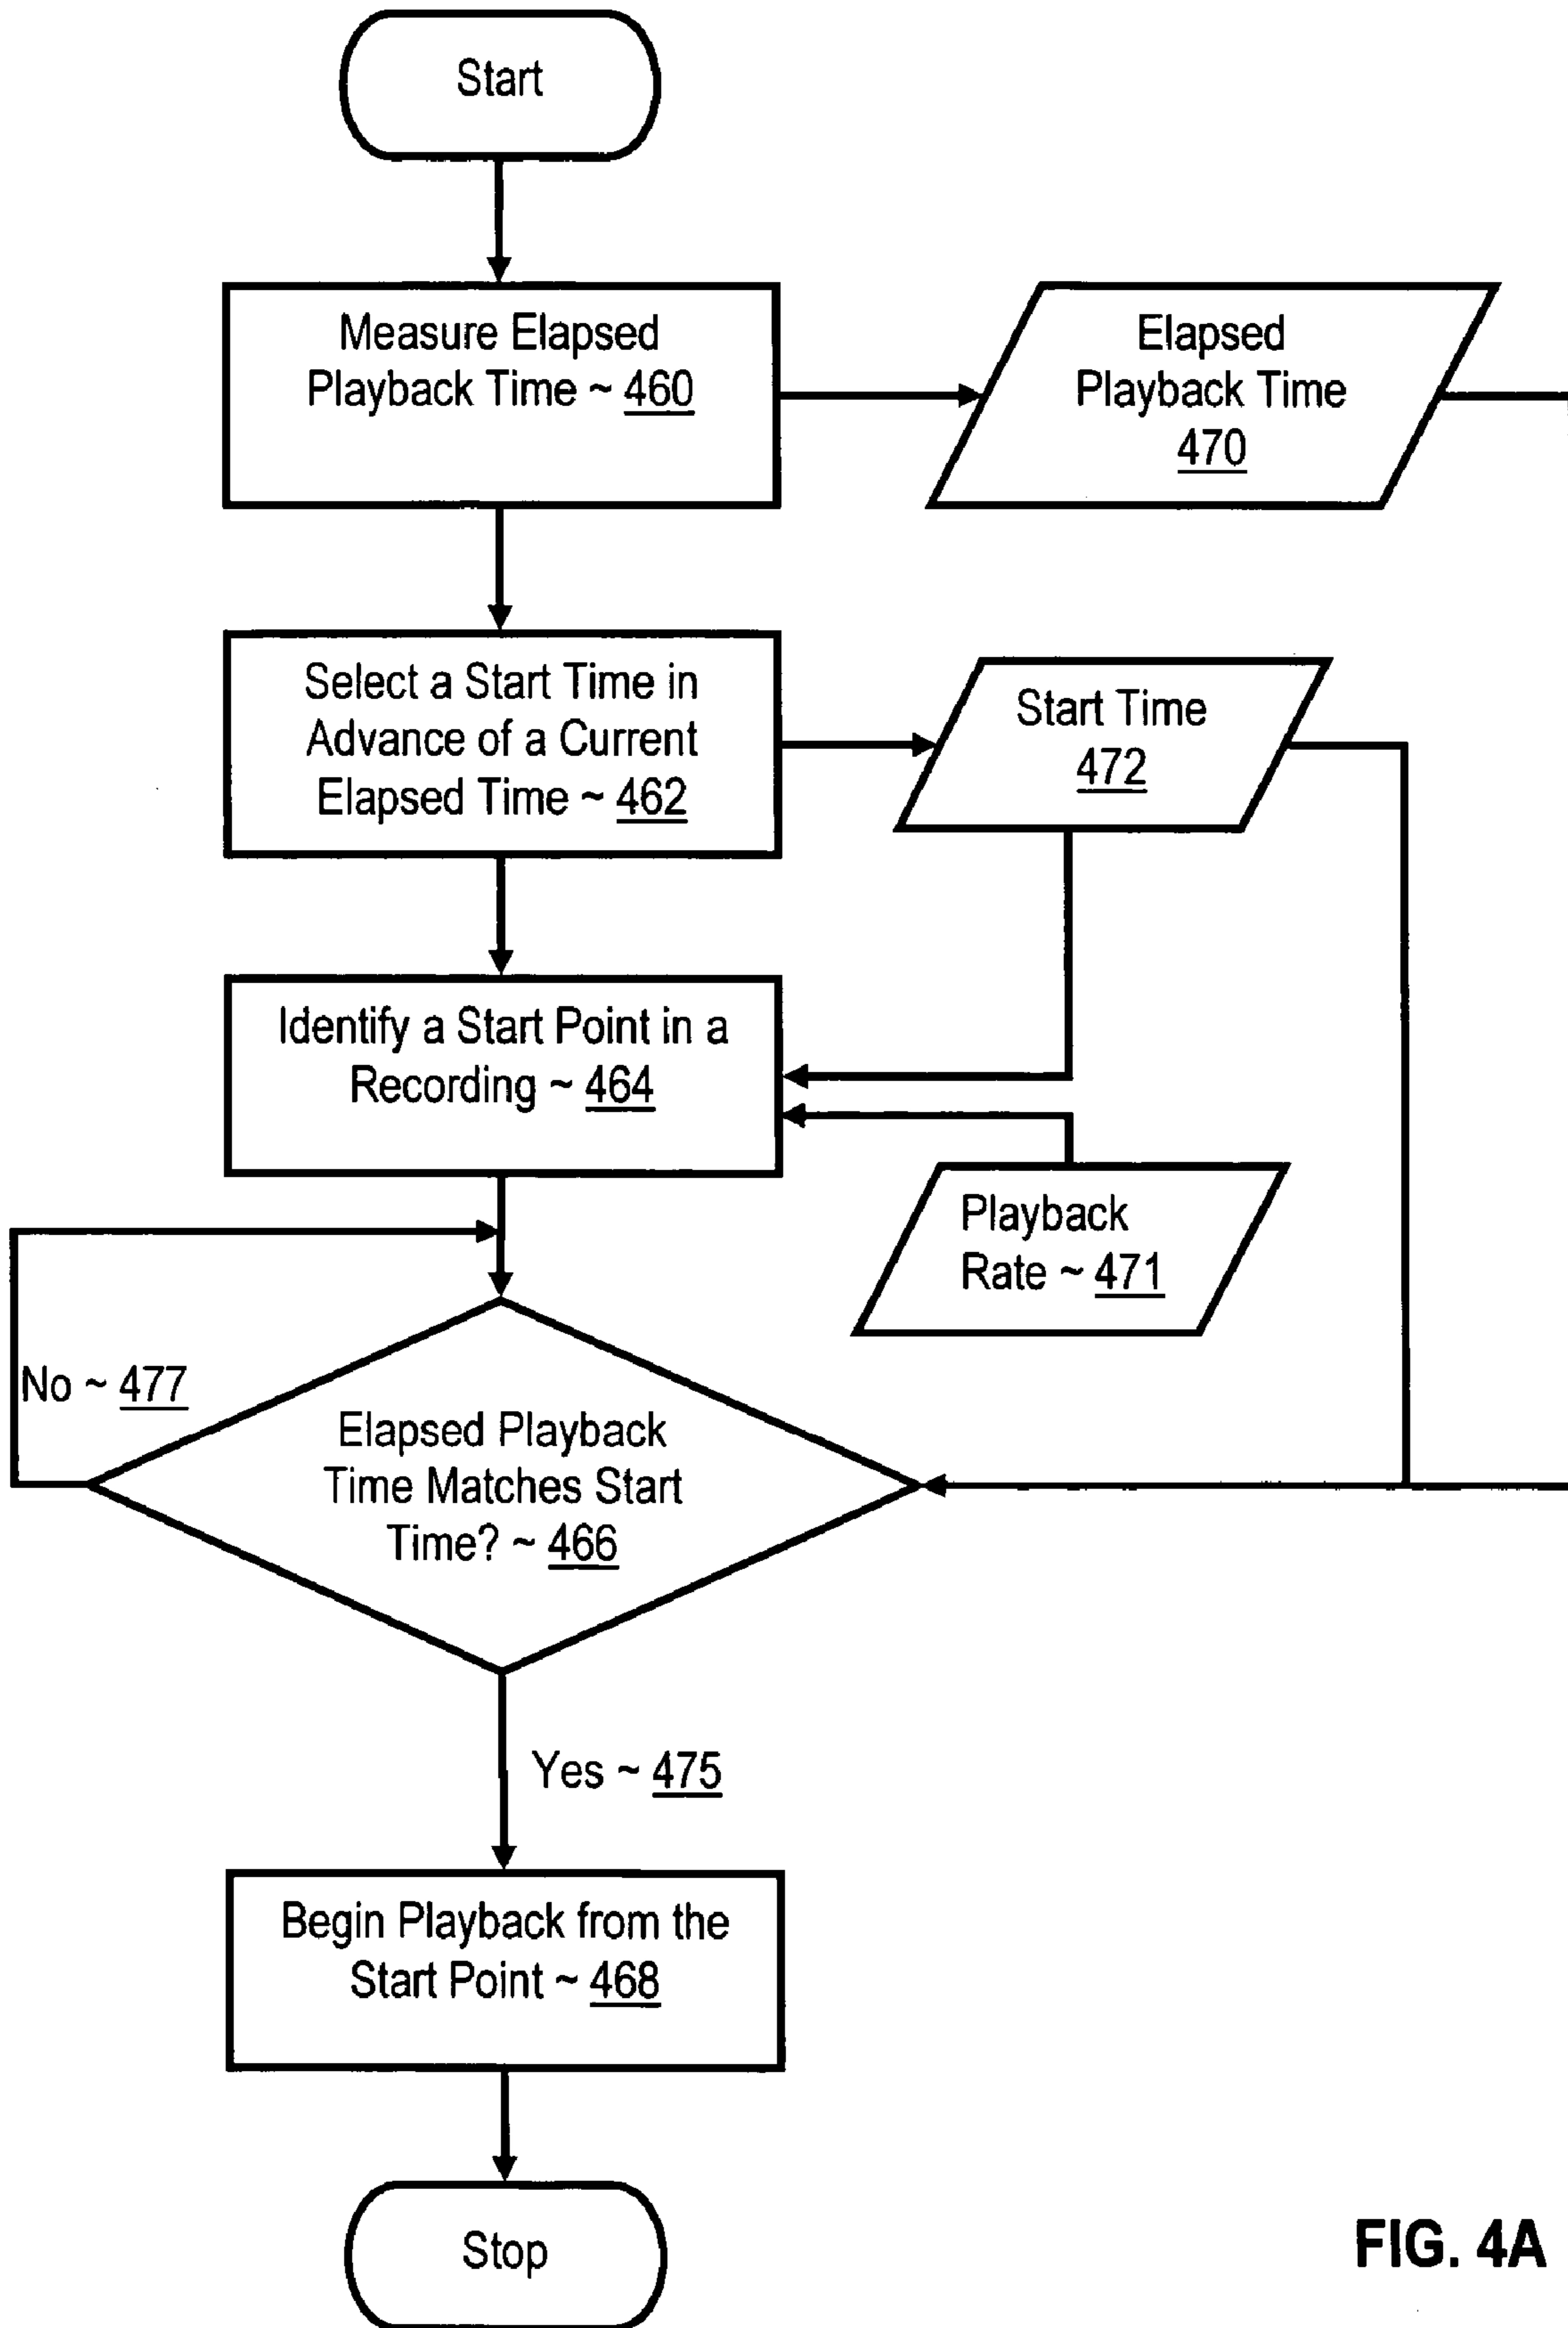 Start
Measure Elapsed
Playback Time ~ 460
Elapsed
Playback Time
470
Select a Start Time in
Advance of a Current
Elapsed Time ~ 462
Start Time
472
Identify a Start Point in a
Recording ~ 464
Playback
Rate ~ 471
No ~ 477
Elapsed Playback
Time Matches Start
Time? ~ 466
Yes ~ 475
Begin Playback from the
Start Point ~ 468
Stop
FIG. 4A